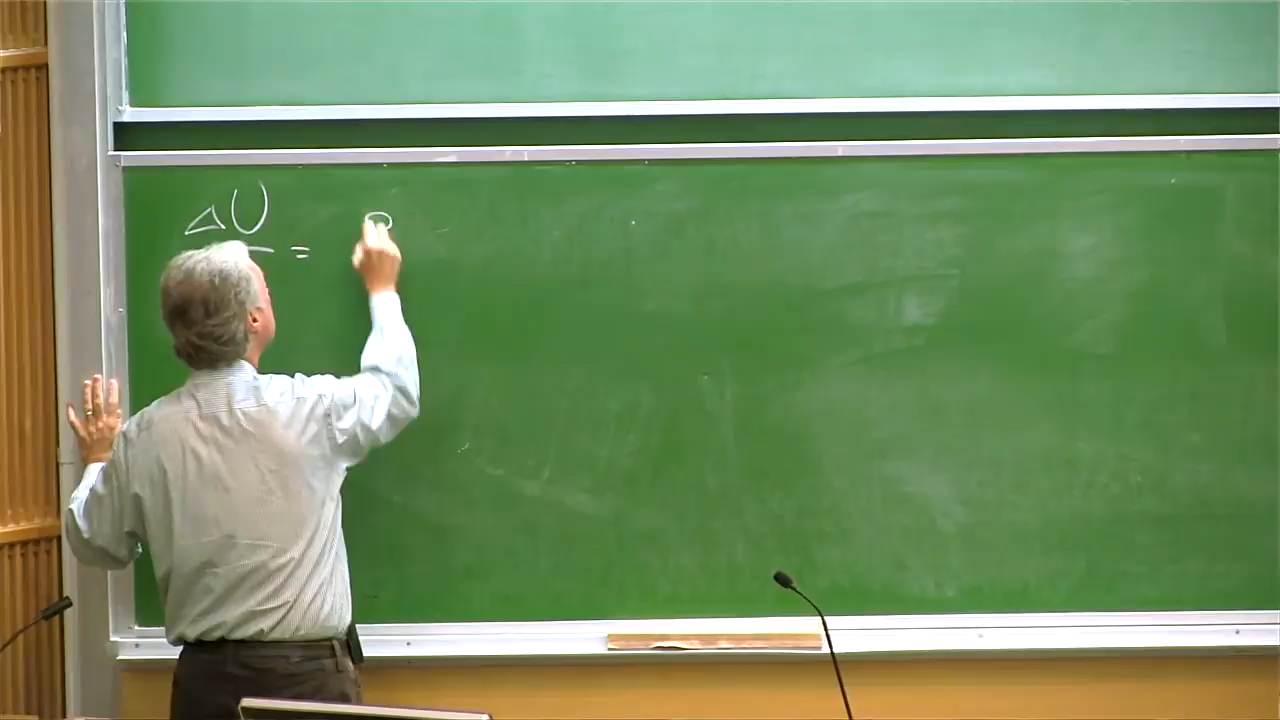 ΔU =